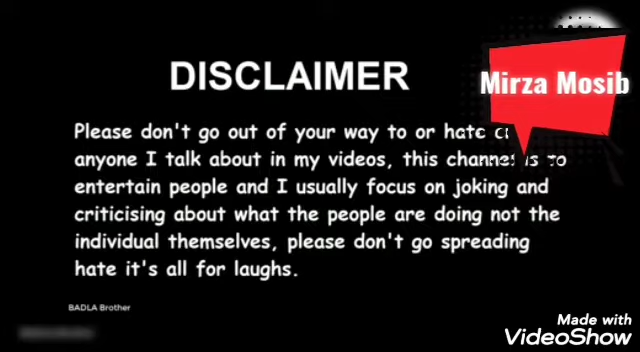 DISCLAIMER
Mirza Mosib
Please don't go out of your way to or hate
anyone I talk about in my videos, this channel is to
entertain people and I usually focus on joking and
criticising about what the people are doing not the
individual themselves, please don't go spreading
hate it's all for laughs.
BADLA Brother
Made with
VideoShow